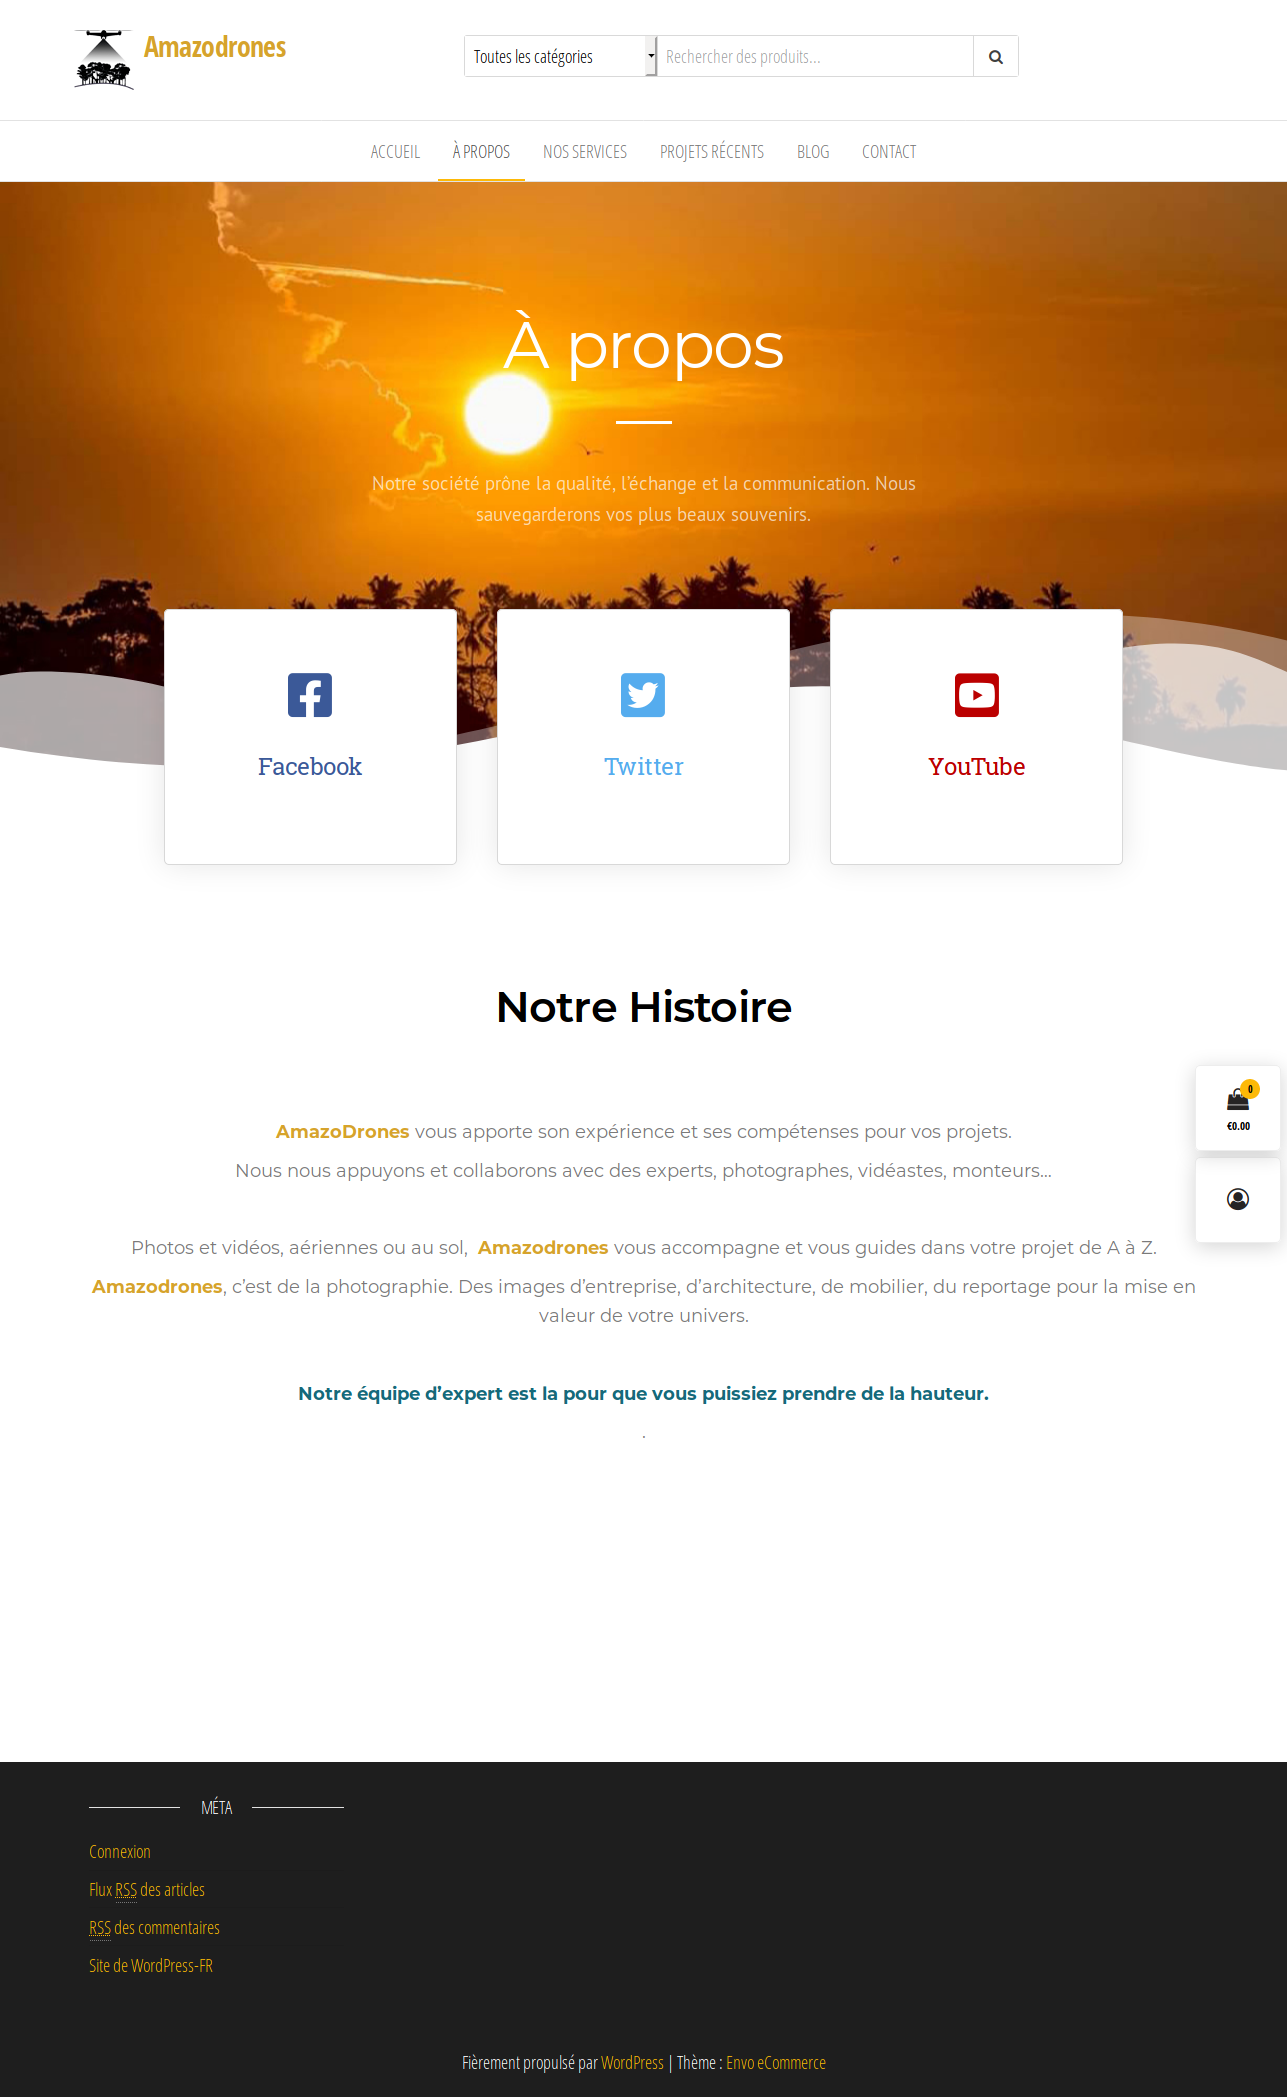 Amazodrones
Toutes les catégories
Rechercher des produits...
ACCUEIL
À PROPOS
NOS SERVICES
PROJETS RÉCENTS
BLOG
CONTACT
À propos
Notre société prône la qualité, l’échange et la communication. Nous
sauvegarderons vos plus beaux souvenirs.
Facebook
Twitter
YouTube
Notre Histoire
0
€0.00
AmazoDrones vous apporte son expérience et ses compétenses pour vos projets.
Nous nous appuyons et collaborons avec des experts, photographes, vidéastes, monteurs…
Photos et vidéos, aériennes ou au sol,  Amazodrones vous accompagne et vous guides dans votre projet de A à Z.
Amazodrones, c’est de la photographie. Des images d’entreprise, d’architecture, de mobilier, du reportage pour la mise en
valeur de votre univers.
Notre équipe d’expert est la pour que vous puissiez prendre de la hauteur.
.
MÉTA
Connexion
Flux RSS des articles
RSS des commentaires
Site de WordPress-FR
Fièrement propulsé par WordPress | Thème : Envo eCommerce